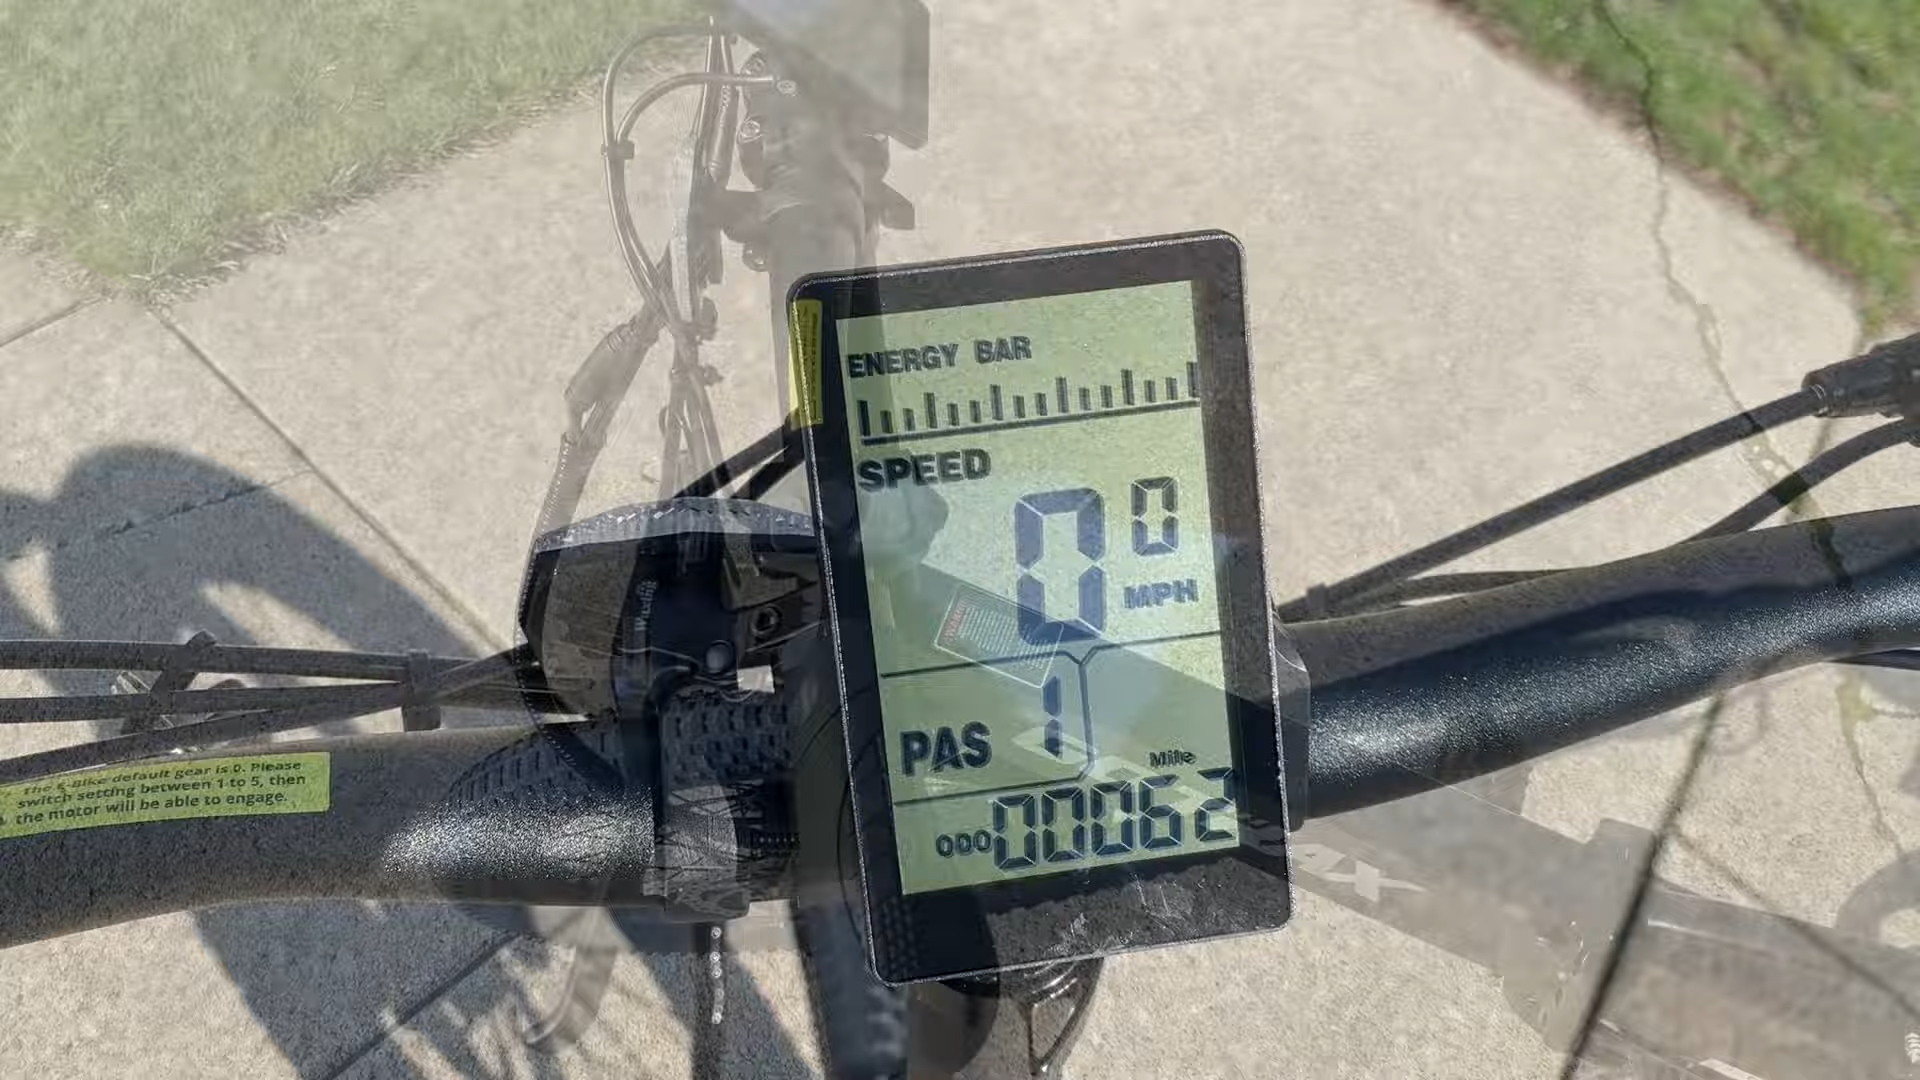 ENERGY BAR
SPEED
0 0
MPH
PAS 1
Mile
ODO 00062
The E-Bike default gear is 0. Please
switch setting between 1 to 5, then
the motor will be able to engage.